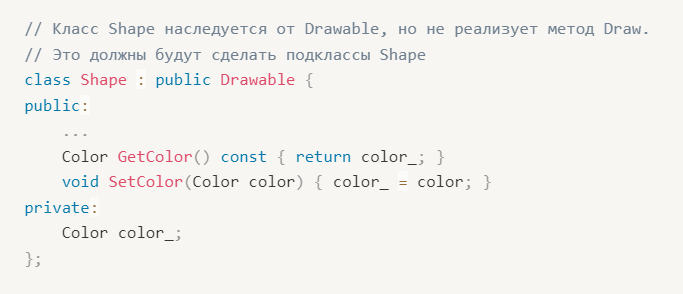 // Класс Shape наследуется от Drawable, но не реализует метод Draw.
// Это должны будут сделать подклассы Shape
class Shape : public Drawable {
public:
    ...
    Color GetColor() const { return color_; }
    void SetColor(Color color) { color_ = color; }
private:
    Color color_;
};